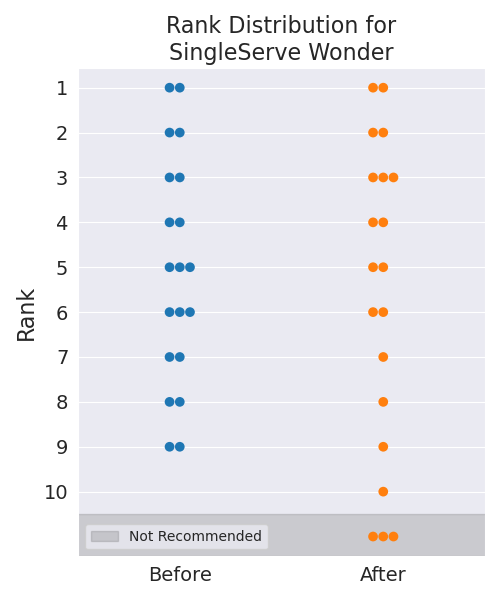 Rank Distribution for
SingleServe Wonder
1
2
3
4
5
6
7
8
9
10
Rank
Not Recommended
Before
After